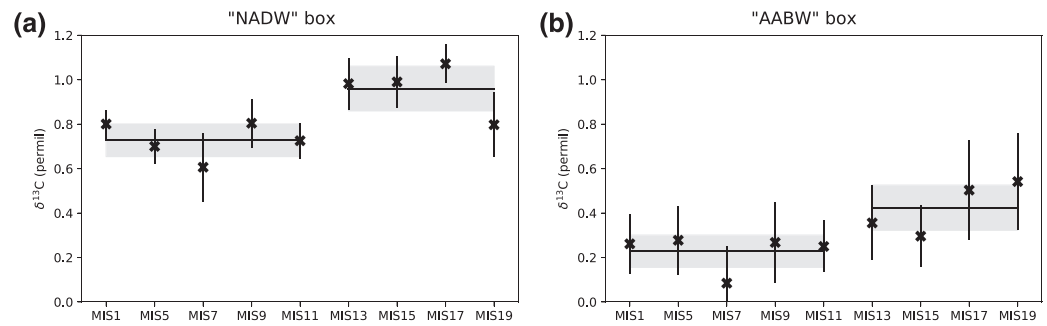 (a)
"NADW" box
δ13C (permil)
1.2
1.0
0.8
0.6
0.4
0.2
0.0
MIS1 MIS5 MIS7 MIS9 MIS11 MIS13 MIS15 MIS17 MIS19
(b)
"AABW" box
δ13C (permil)
1.2
1.0
0.8
0.6
0.4
0.2
0.0
MIS1 MIS5 MIS7 MIS9 MIS11 MIS13 MIS15 MIS17 MIS19